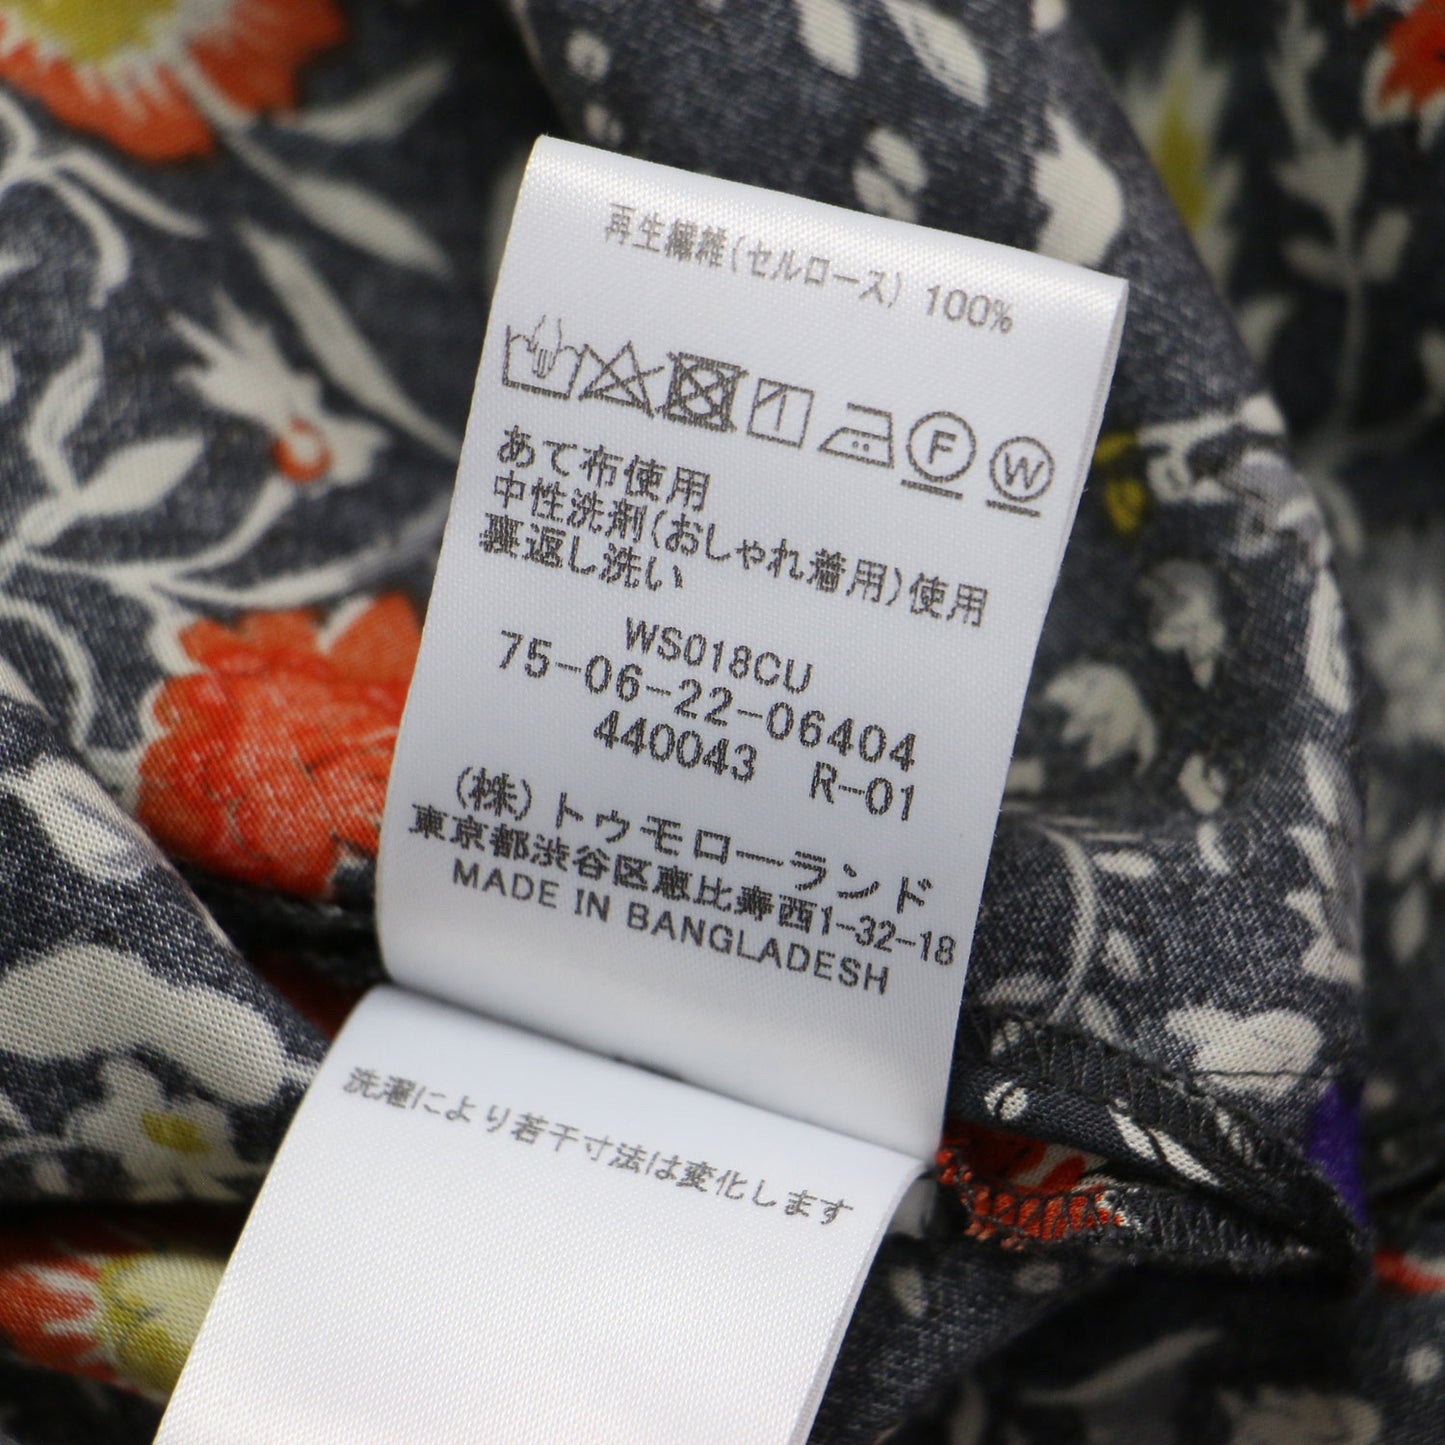 再生繊維(セルロース) 100%
F W
あて布使用
中性洗剤(おしゃれ着用)使用
裏返し洗い
WS018CU
75-06-22-06404
440043 R-01
(株)トゥモローランド
東京都渋谷区恵比寿西1-32-18
MADE IN BANGLADESH
洗濯により若干寸法は変化します